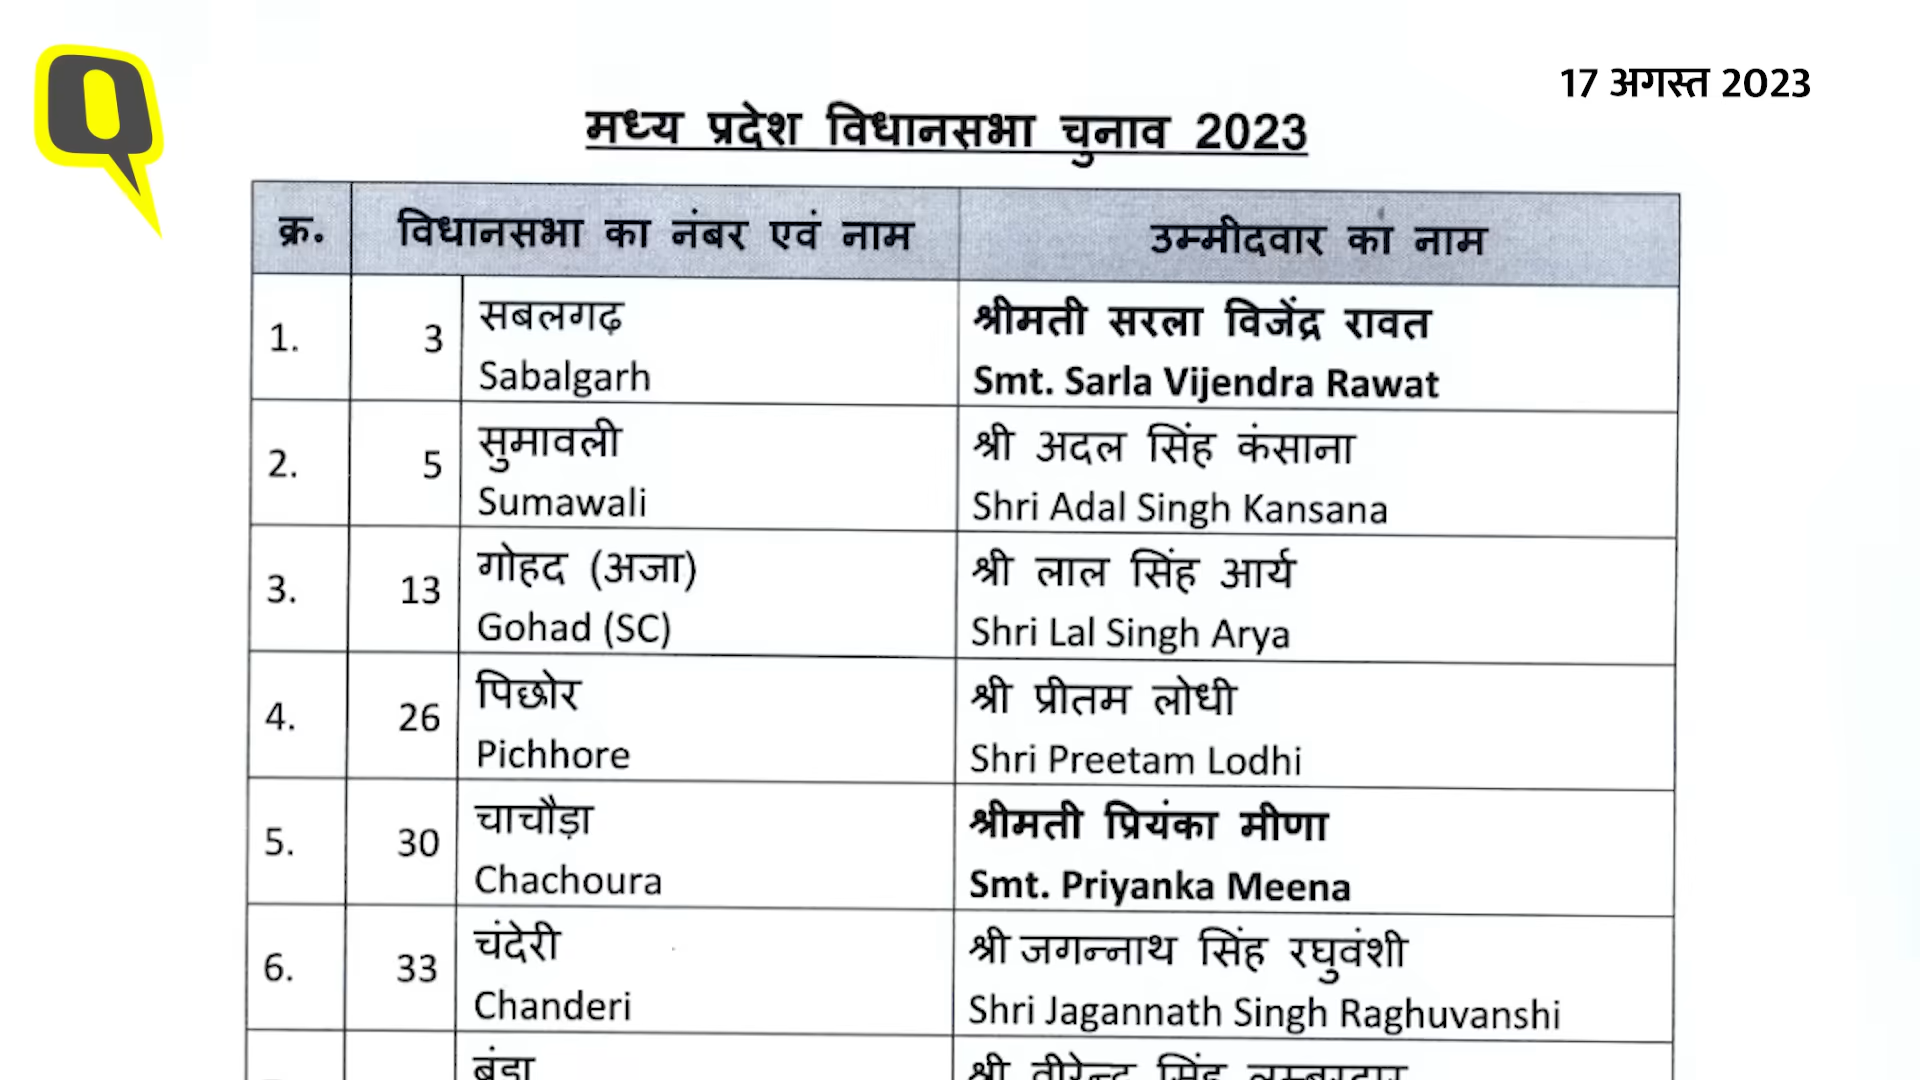 Q
17 अगस्त 2023
मध्य प्रदेश विधानसभा चुनाव 2023
क्र. विधानसभा का नंबर एवं नाम उम्मीदवार का नाम
1. 3 सबलगढ़ श्रीमती सरला विजेंद्र रावत
Sabalgarh Smt. Sarla Vijendra Rawat
2. 5 सुमावली श्री अदल सिंह कंसाना
Sumawali Shri Adal Singh Kansana
3. 13 गोहद (अजा) श्री लाल सिंह आर्य
Gohad (SC) Shri Lal Singh Arya
4. 26 पिछोर श्री प्रीतम लोधी
Pichhore Shri Preetam Lodhi
5. 30 चाचौड़ा श्रीमती प्रियंका मीणा
Chachoura Smt. Priyanka Meena
6. 33 चंदेरी श्री जगन्नाथ सिंह रघुवंशी
Chanderi Shri Jagannath Singh Raghuvanshi
बंडा श्री वीरेन्द्र सिंह लम्बरदार